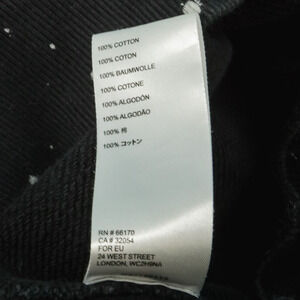 100% COTTON
100% COTON
100% BAUMWOLLE
100% COTONE
100% ALGODÓN
100% ALGODÃO
100% 棉
100% コットン
RN # 66170
CA # 32054
FOR EU
24 WEST STREET
LONDON, WC2H9NA